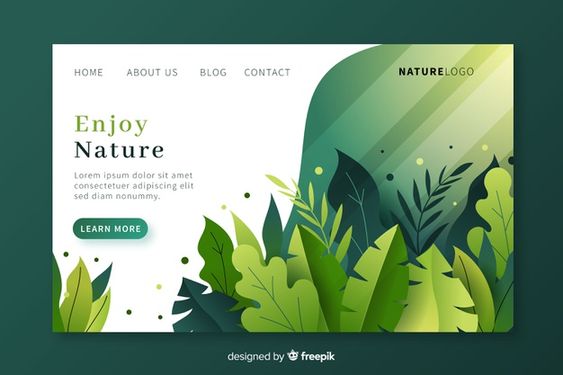 HOME ABOUT US BLOG CONTACT NATURELOGO
Enjoy
Nature
Lorem ipsum dolor sit amet,
consectetuer adipiscing elit
sed diam nonummy.
LEARN MORE
designed by freepik